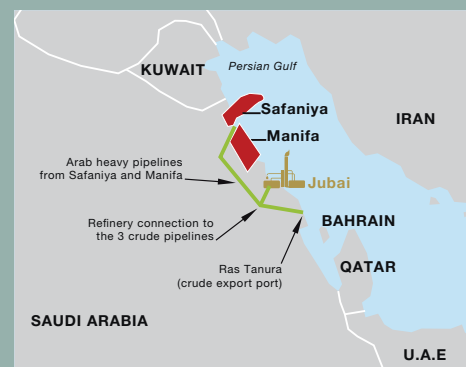 KUWAIT
Persian Gulf
Safaniya
IRAN
Manifa
Arab heavy pipelines
from Safaniya and Manifa
Jubai
Refinery connection to
the 3 crude pipelines
BAHRAIN
Ras Tanura
(crude export port)
QATAR
SAUDI ARABIA
U.A.E